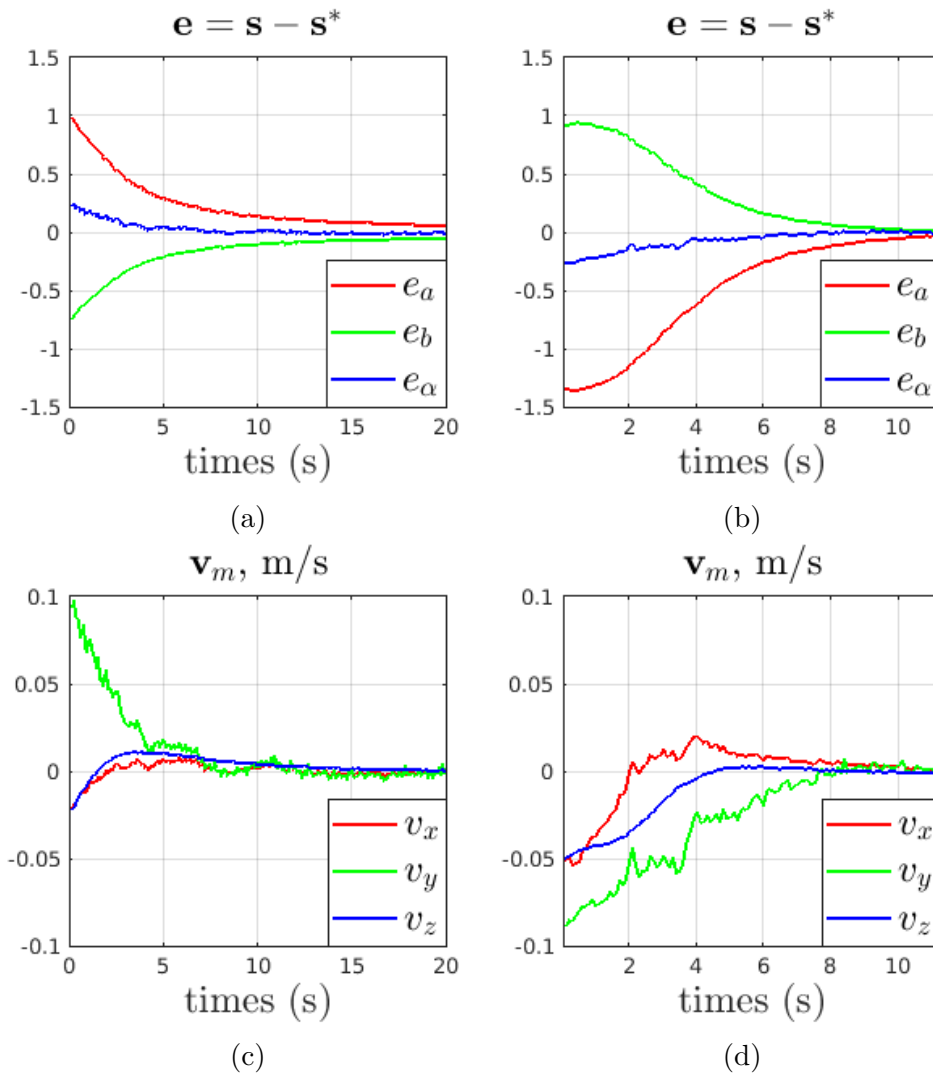 e = s − s*
1.5
1
0.5
0
-0.5
-1
-1.5
e_a
e_b
e_α
0 5 10 15 20
times (s)
(a)
e = s − s*
1.5
1
0.5
0
-0.5
-1
-1.5
e_a
e_b
e_α
2 4 6 8 10
times (s)
(b)
v_m, m/s
0.1
0.05
0
-0.05
-0.1
v_x
v_y
v_z
0 5 10 15 20
times (s)
(c)
v_m, m/s
0.1
0.05
0
-0.05
-0.1
v_x
v_y
v_z
2 4 6 8 10
times (s)
(d)